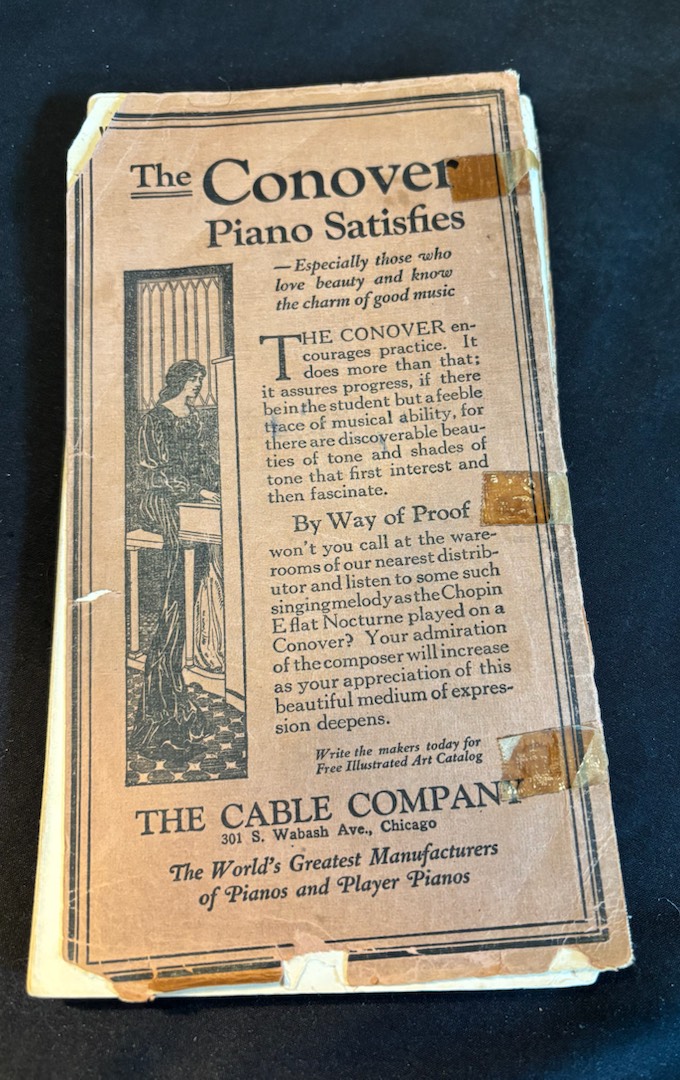 The Conover
Piano Satisfies
—Especially those who
love beauty and know
the charm of good music
THE CONOVER en-
courages practice. It
does more than that;
it assures progress, if there
be in the student but a feeble
trace of musical ability, for
there are discoverable beau-
ties of tone and shades of
tone that first interest and
then fascinate.
By Way of Proof
won't you call at the ware-
rooms of our nearest distrib-
utor and listen to some such
singing melody as the Chopin
E flat Nocturne played on a
Conover? Your admiration
of the composer will increase
as your appreciation of this
beautiful medium of expres-
sion deepens.
Write the makers today for
Free Illustrated Art Catalog
THE CABLE COMPANY
301 S. Wabash Ave., Chicago
The World's Greatest Manufacturers
of Pianos and Player Pianos